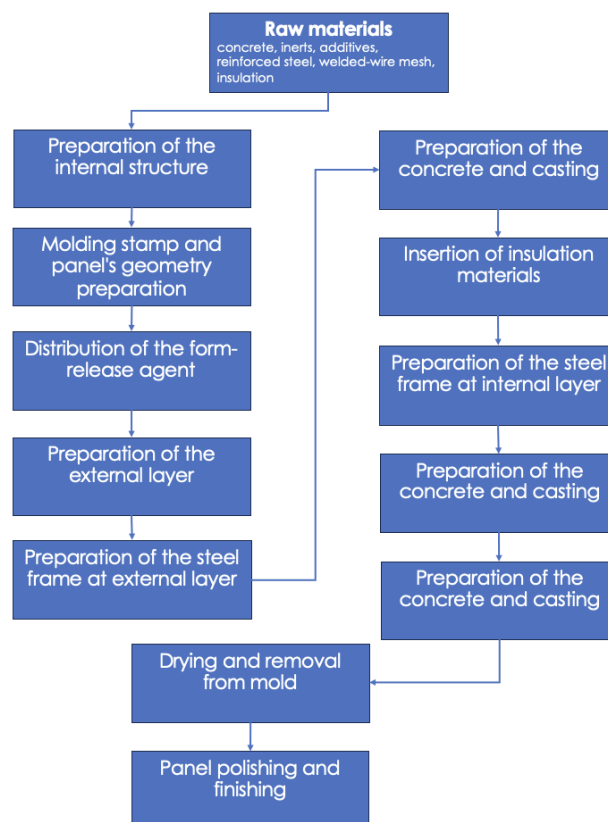 Raw materials
concrete, inerts, additives,
reinforced steel, welded-wire mesh,
insulation
Preparation of the
internal structure
Molding stamp and
panel's geometry
preparation
Distribution of the form-
release agent
Preparation of the
external layer
Preparation of the steel
frame at external layer
Preparation of the
concrete and casting
Insertion of insulation
materials
Preparation of the steel
frame at internal layer
Preparation of the
concrete and casting
Preparation of the
concrete and casting
Drying and removal
from mold
Panel polishing and
finishing